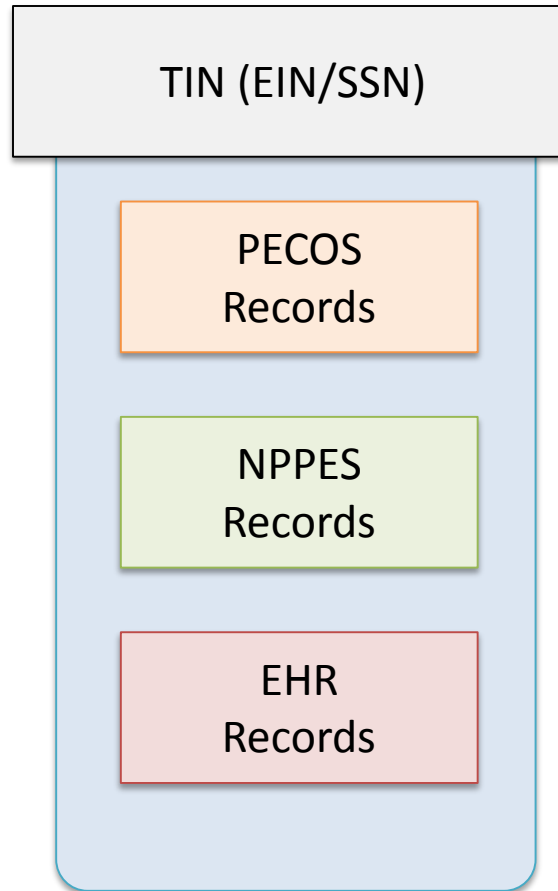 TIN (EIN/SSN)
PECOS
Records
NPPES
Records
EHR
Records